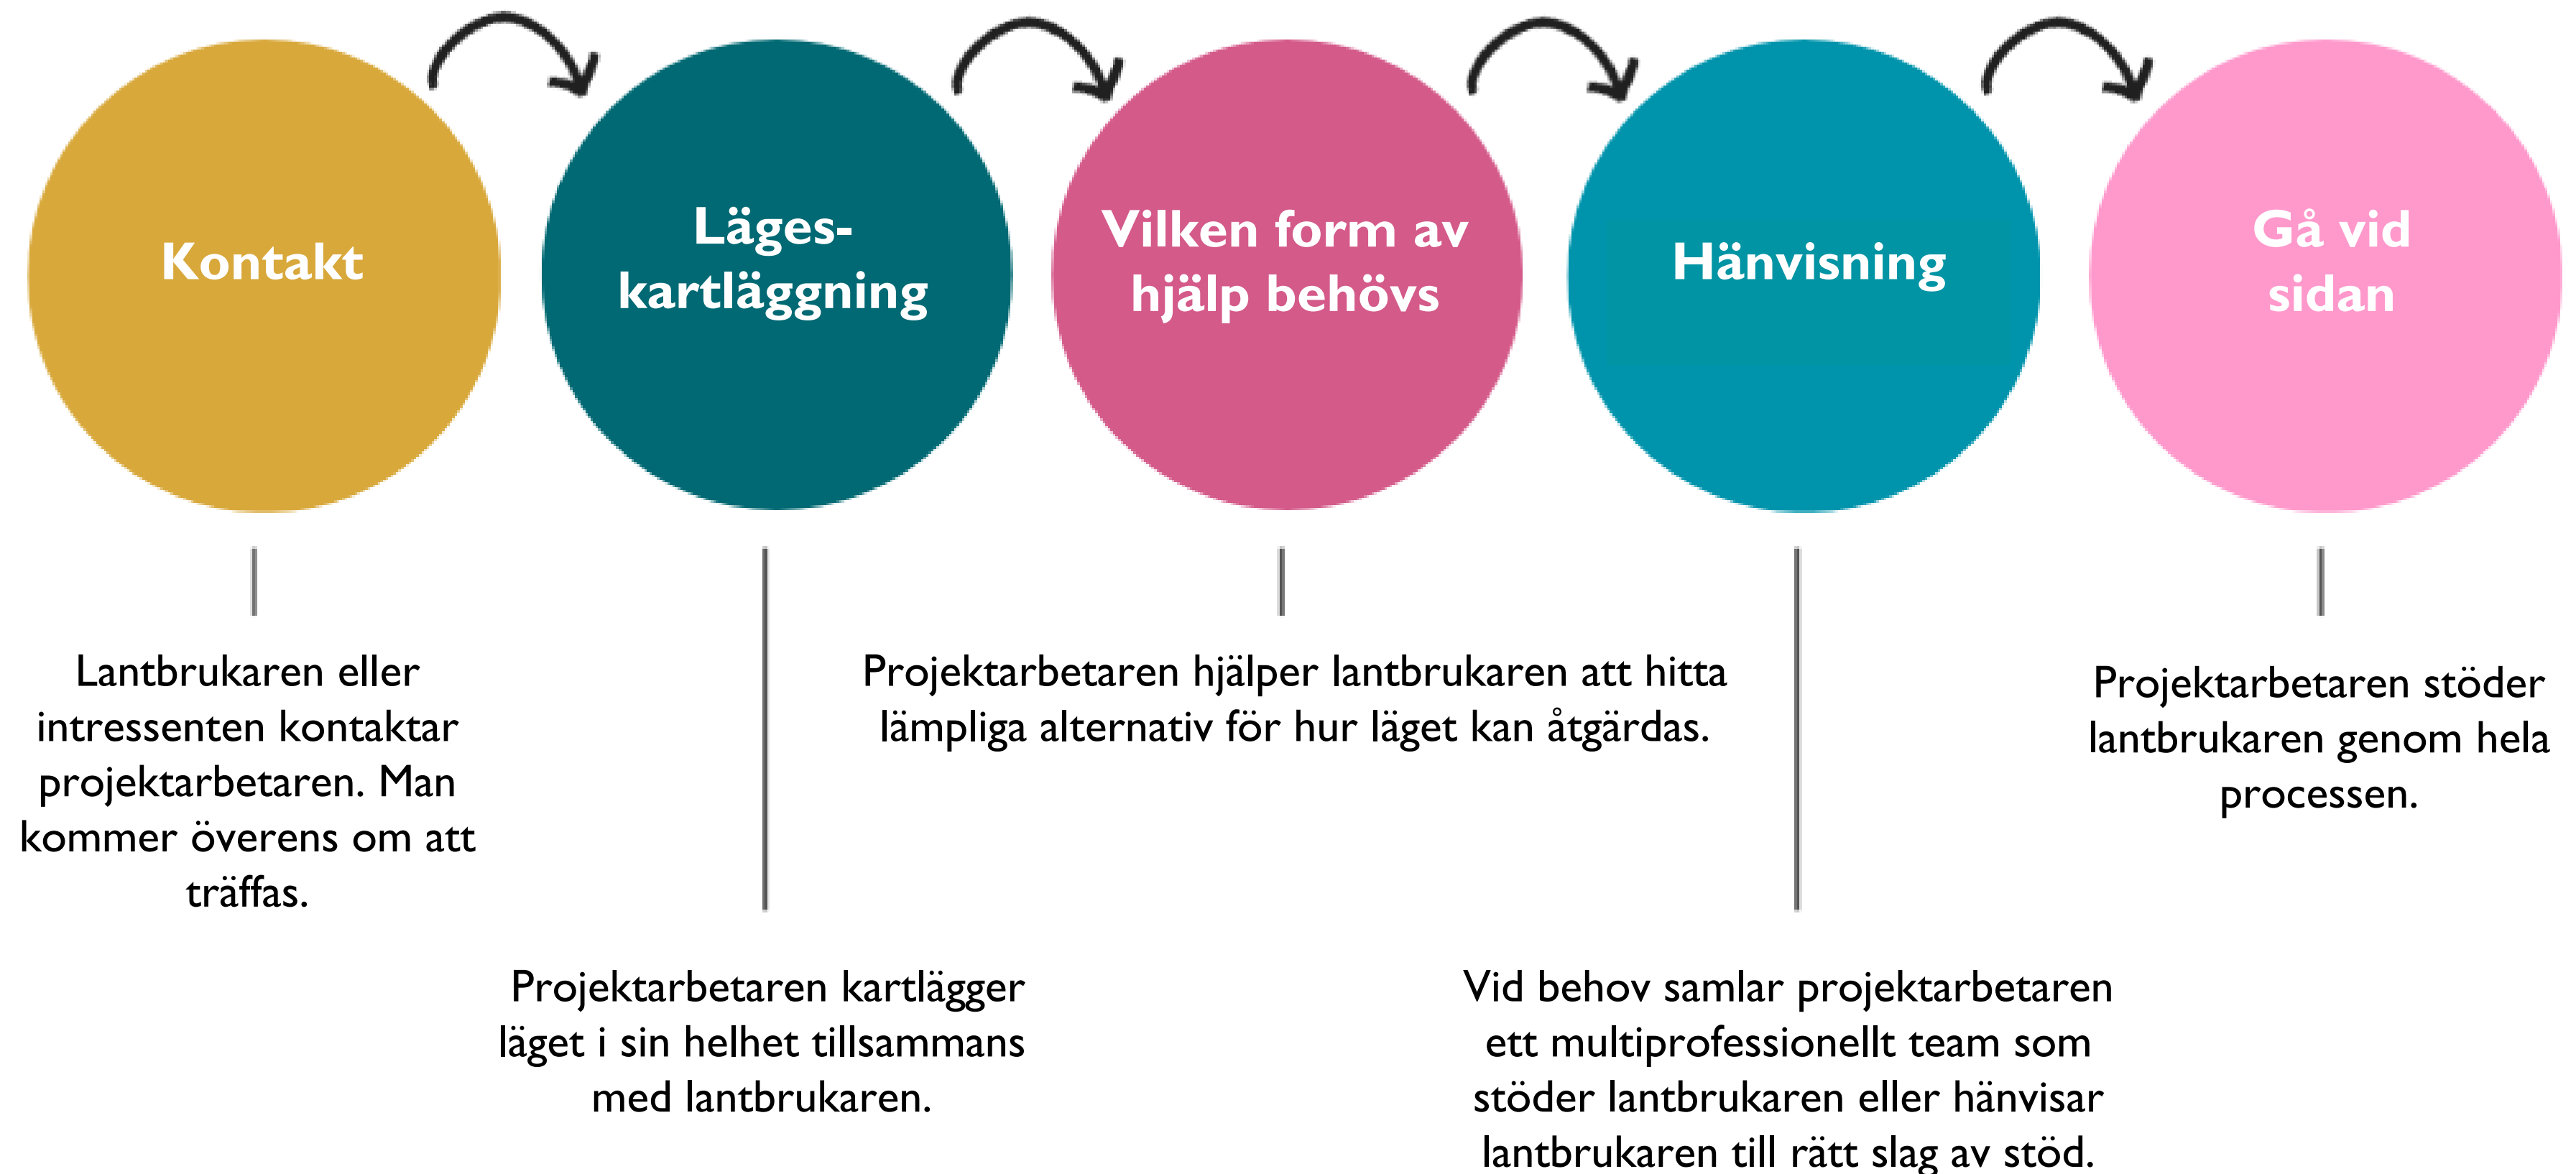 Kontakt
Läges-
kartläggning
Vilken form av
hjälp behövs
Hänvisning
Gå vid
sidan
Lantbrukaren eller
intressenten kontaktar
projektarbetaren. Man
kommer överens om att
träffas.
Projektarbetaren kartlägger
läget i sin helhet tillsammans
med lantbrukaren.
Projektarbetaren hjälper lantbrukaren att hitta
lämpliga alternativ för hur läget kan åtgärdas.
Vid behov samlar projektarbetaren
ett multiprofessionellt team som
stöder lantbrukaren eller hänvisar
lantbrukaren till rätt slag av stöd.
Projektarbetaren stöder
lantbrukaren genom hela
processen.